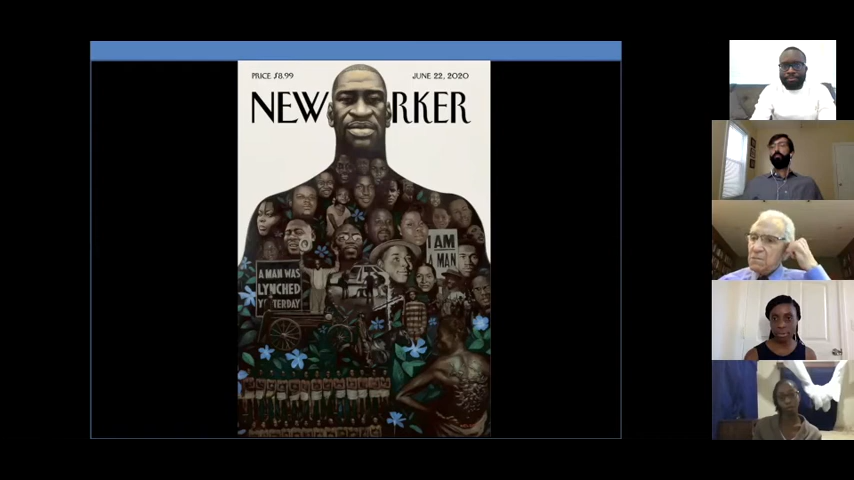 PRICE $8.99
JUNE 22, 2020
NEW RKER
I AM
A MAN
A MAN WAS
LYNCHED
YESTERDAY